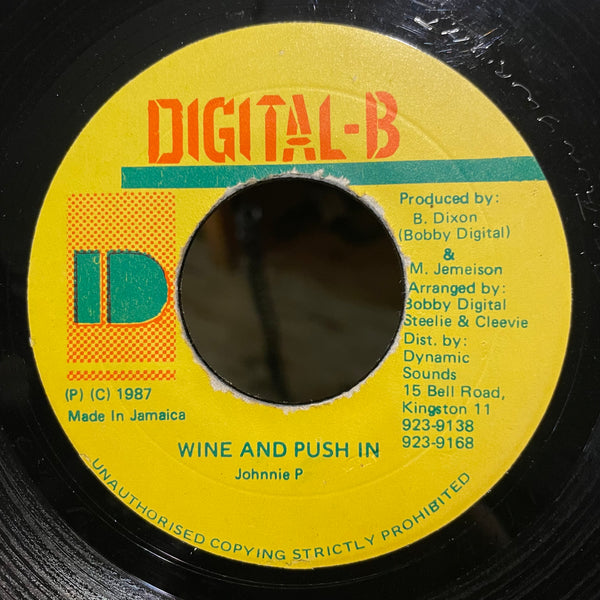 DIGITAL-B
Produced by:
B. Dixon
(Bobby Digital)
&
M. Jemeison
Arranged by:
Bobby Digital
Steelie & Cleevie
Dist. by:
Dynamic
Sounds
15 Bell Road,
Kingston 11
923-9138
923-9168
D
(P) (C) 1987
Made In Jamaica
WINE AND PUSH IN
Johnnie P
UNAUTHORISED COPYING STRICTLY PROHIBITED